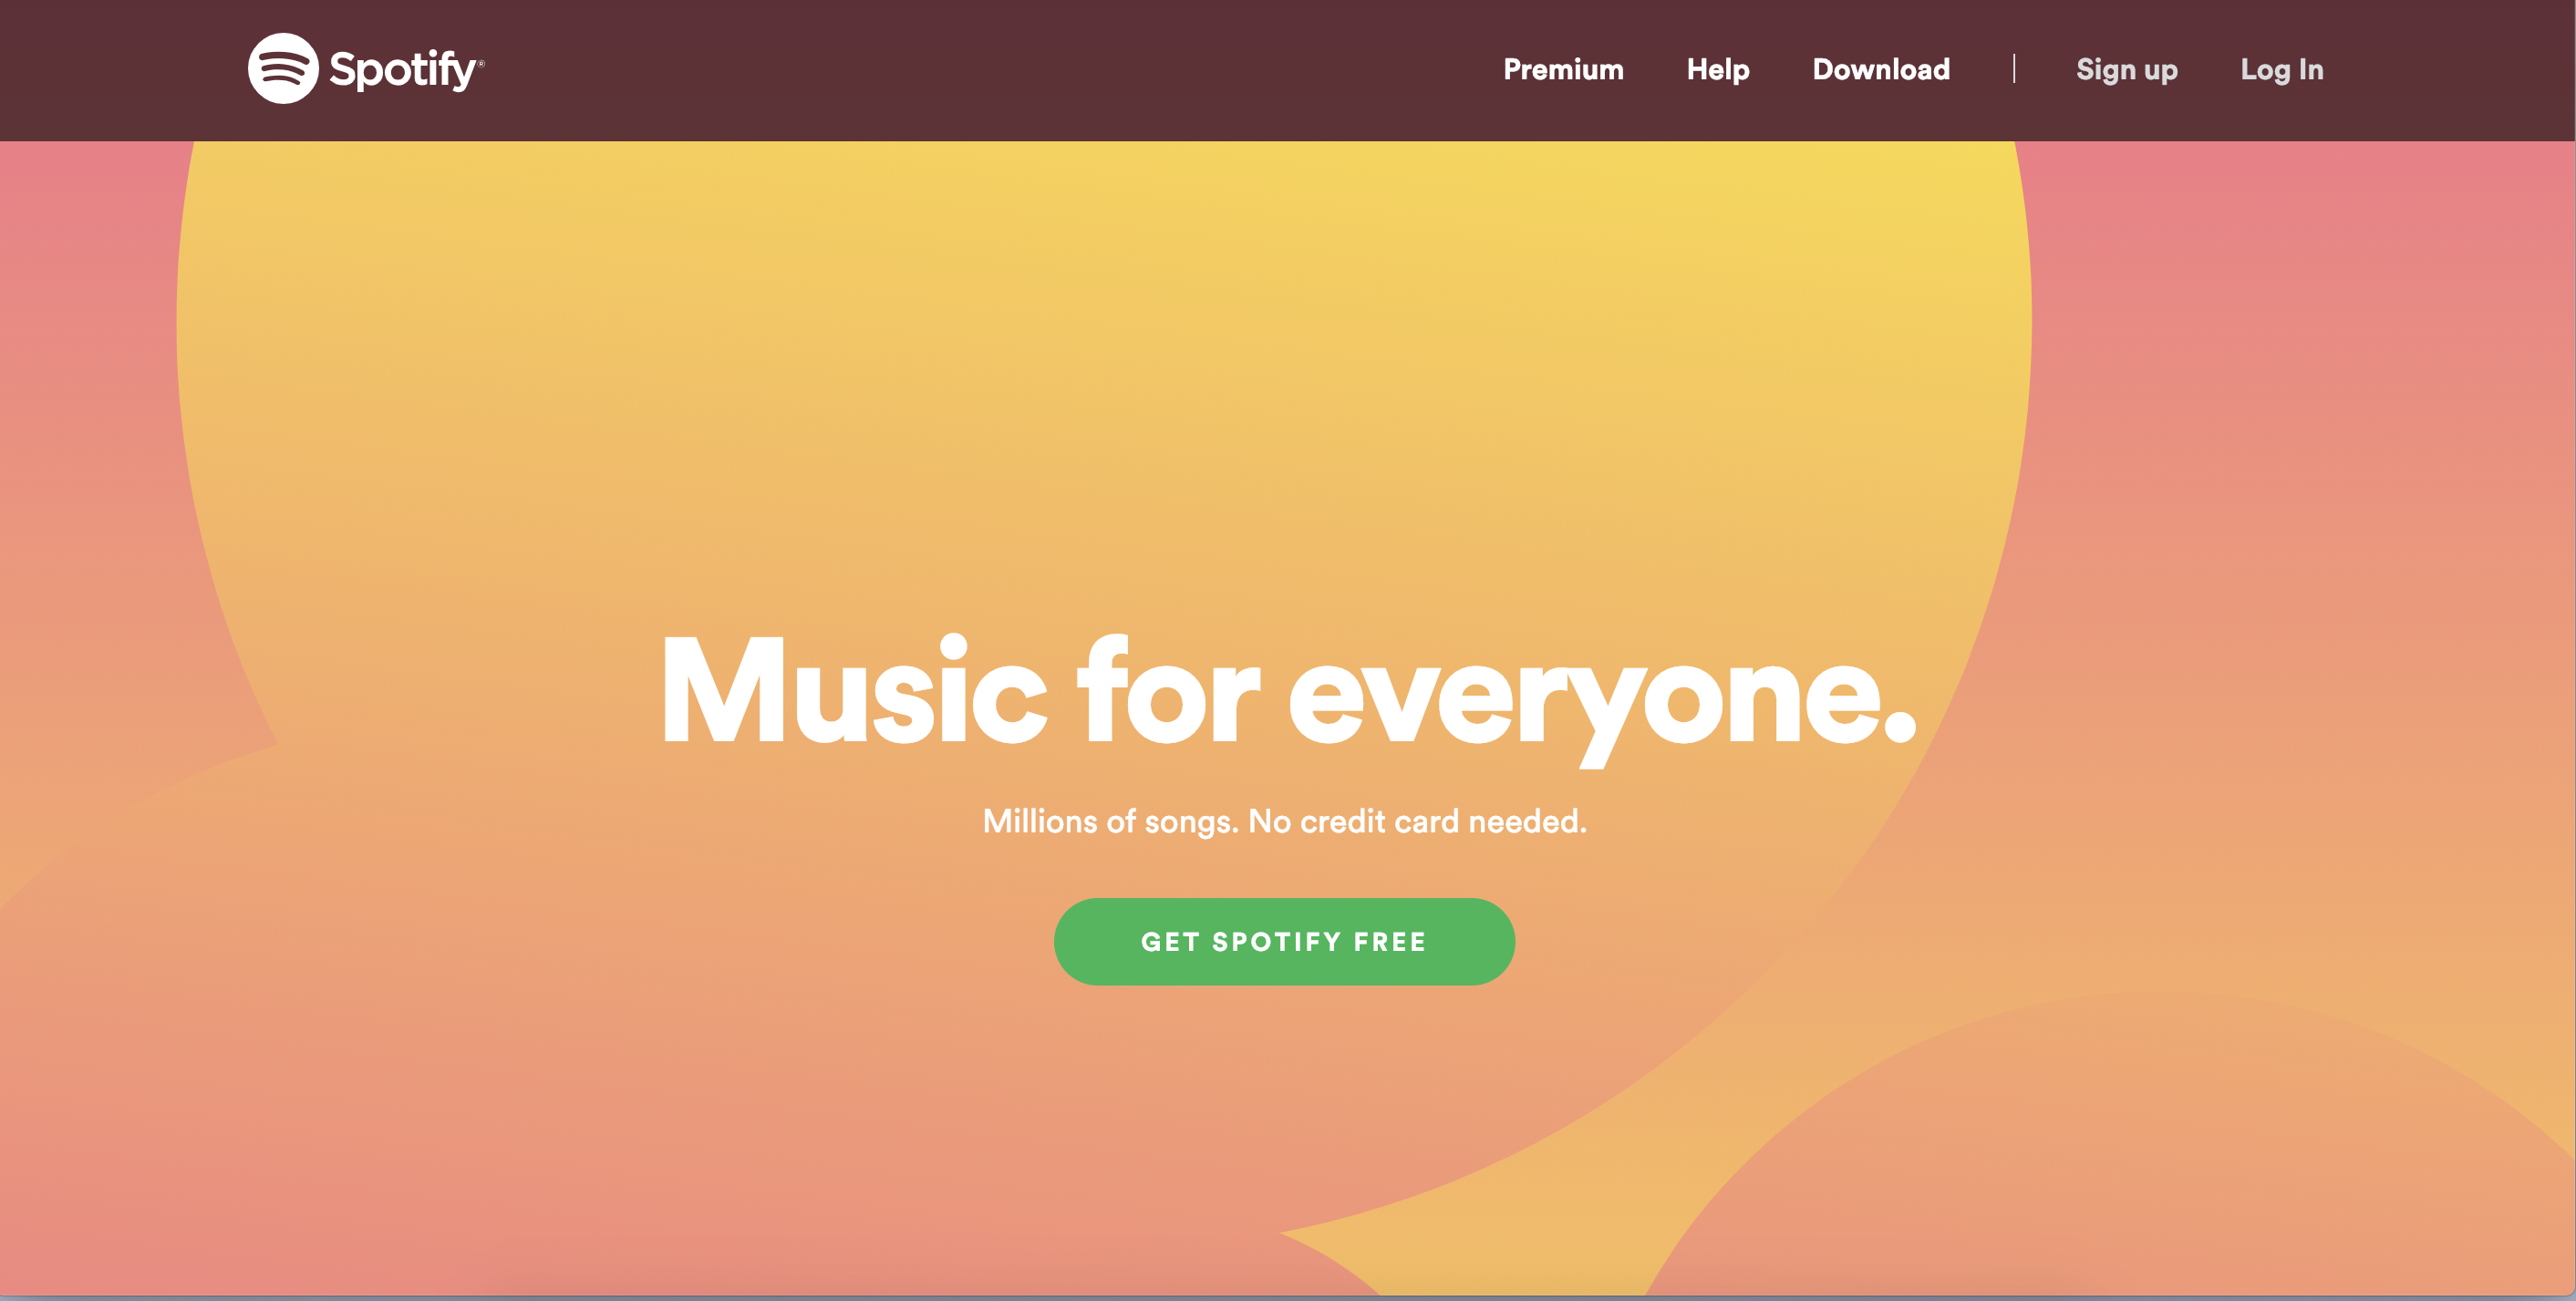 Spotify®
Premium Help Download | Sign up Log In
Music for everyone.
Millions of songs. No credit card needed.
GET SPOTIFY FREE